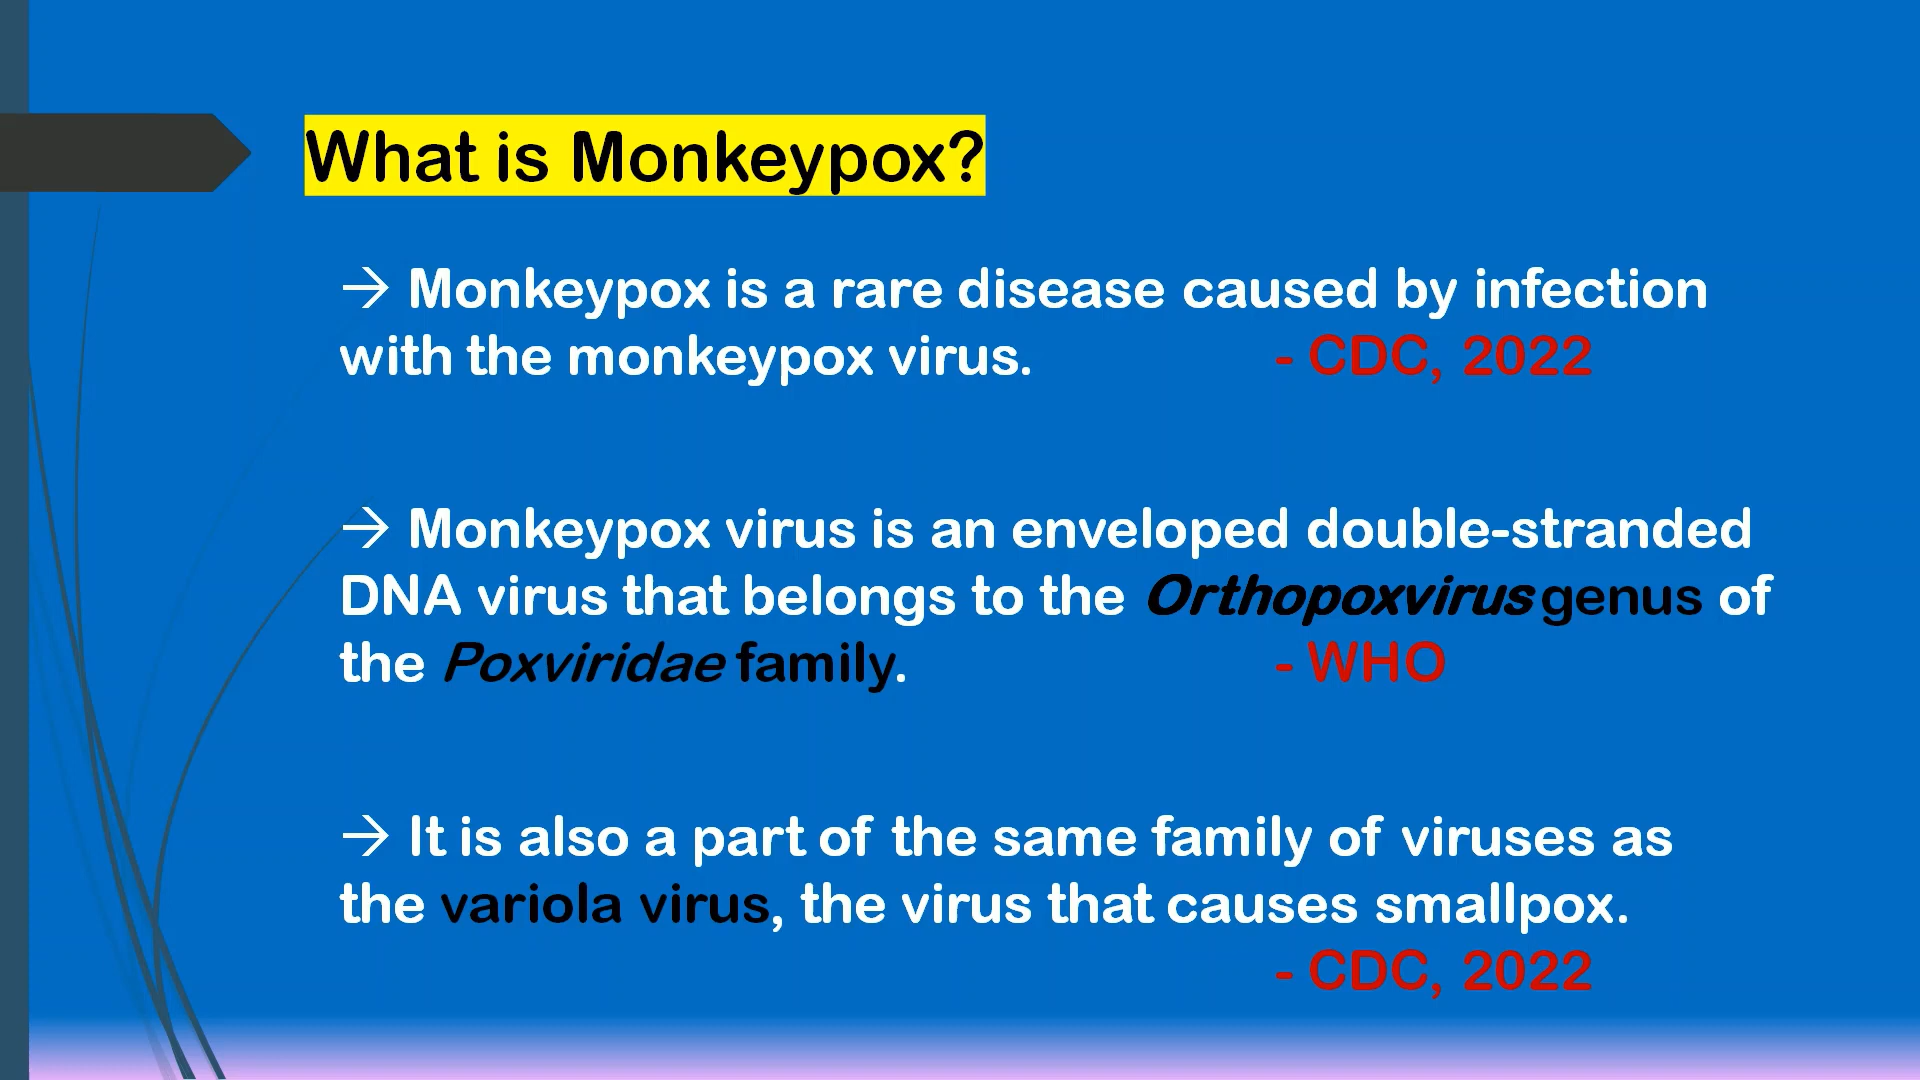 What is Monkeypox?
→ Monkeypox is a rare disease caused by infection
with the monkeypox virus. - CDC, 2022
→ Monkeypox virus is an enveloped double-stranded
DNA virus that belongs to the Orthopoxvirus genus of
the Poxviridae family. - WHO
→ It is also a part of the same family of viruses as
the variola virus, the virus that causes smallpox.
- CDC, 2022